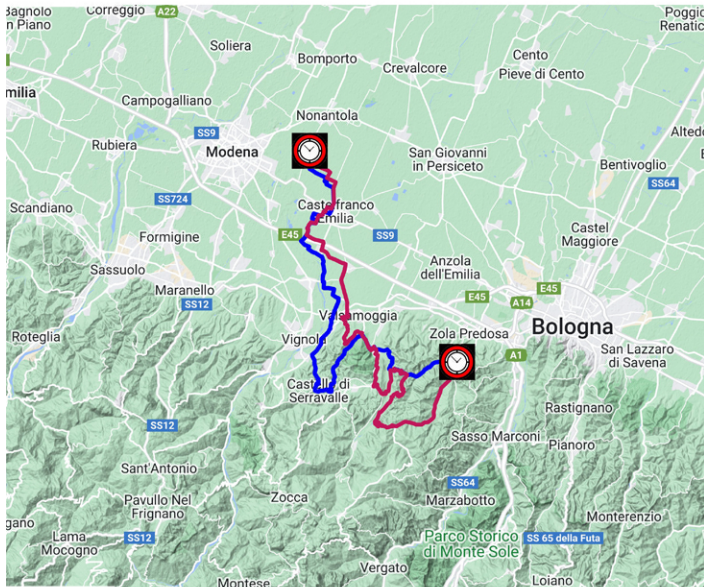 Bagnolo
in Piano
Correggio
A22
Soliera
Bomporto
Crevalcore
Cento
Pieve di Cento
Poggio
Renatico
Campogalliano
Nonantola
SS9
Rubiera
Modena
San Giovanni
in Persiceto
Altedo
Bentivoglio
SS64
SS724
Scandiano
Castelfranco
Emilia
Formigine
E45
SS9
Castel
Maggiore
Anzola
dell'Emilia
Sassuolo
Maranello
SS12
E45
E45
A14
Valsamoggia
Zola Predosa
Bologna
Roteglia
Vignola
A1
San Lazzaro
di Savena
Castello di
Serravalle
Rastignano
SS12
Sasso Marconi
Pianoro
Sant'Antonio
Zocca
SS64
Marzabotto
Pavullo Nel
Frignano
Monterenzio
Lama
Mocogno
SS12
Parco Storico
di Monte Sole
SS 65 della Futa
Vergato
Montese
Loiano